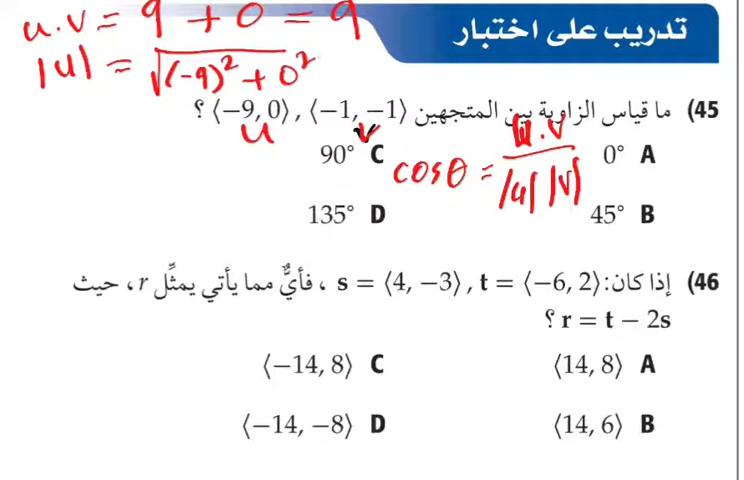 u.v = 9 + 0 = 9
|u| = √(-9)² + 0²
تدريب على اختبار
45) ما قياس الزاوية بين المتجهين ⟨−1, −1⟩ , ⟨−9, 0⟩ ؟
u v
cosθ = u.v / |u| |v|
A 0°
C 90°
B 45°
D 135°
46) إذا كان: s = ⟨4, −3⟩ , t = ⟨−6, 2⟩ ، فأيٌّ مما يأتي يمثِّل r ، حيث
r = t − 2s ؟
A ⟨14, 8⟩
C ⟨−14, 8⟩
B ⟨14, 6⟩
D ⟨−14, −8⟩